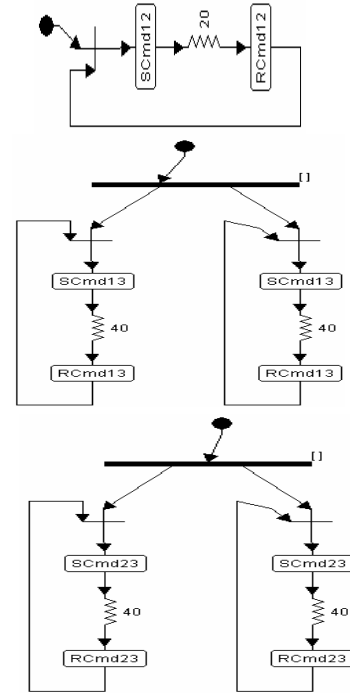 SCmd12
20
RCmd12
[]
SCmd13 SCmd13
40 40
RCmd13 RCmd13
[]
SCmd23 SCmd23
40 40
RCmd23 RCmd23